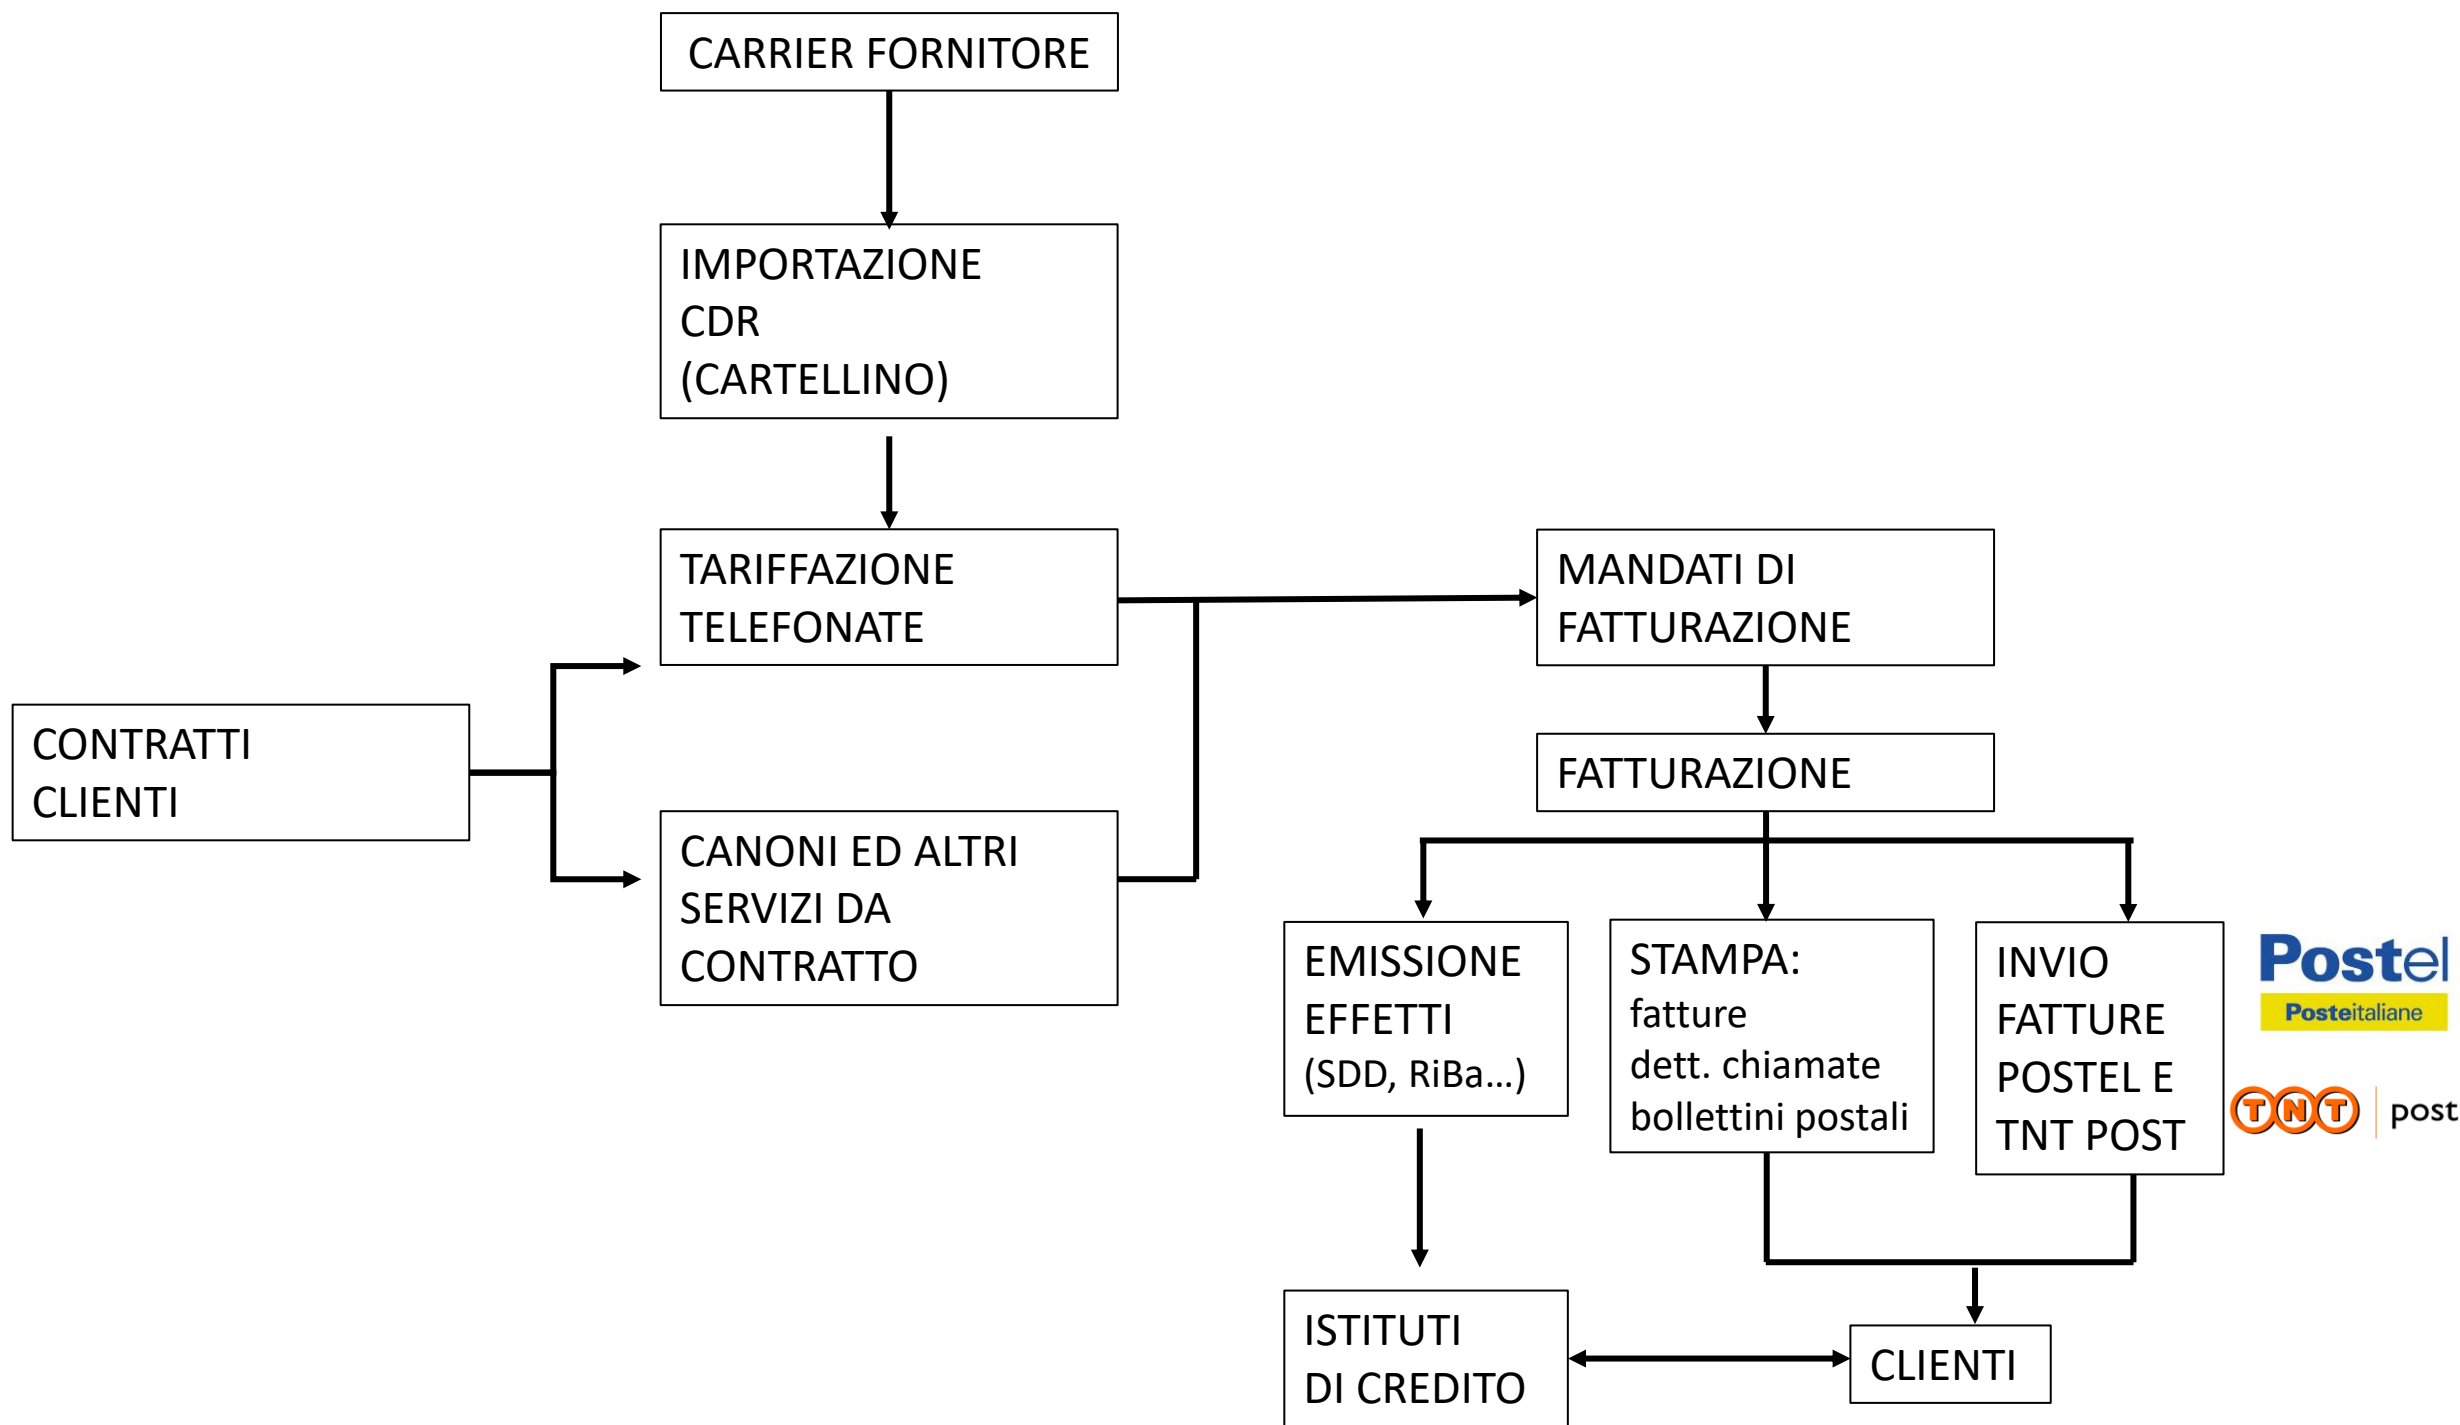 CARRIER FORNITORE
IMPORTAZIONE
CDR
(CARTELLINO)
TARIFFAZIONE
TELEFONATE
MANDATI DI
FATTURAZIONE
CONTRATTI
CLIENTI
FATTURAZIONE
CANONI ED ALTRI
SERVIZI DA
CONTRATTO
EMISSIONE
EFFETTI
(SDD, RiBa...)
STAMPA:
fatture
dett. chiamate
bollettini postali
INVIO
FATTURE
POSTEL E
TNT POST
Postel
Posteitaliane
TNT post
ISTITUTI
DI CREDITO
CLIENTI